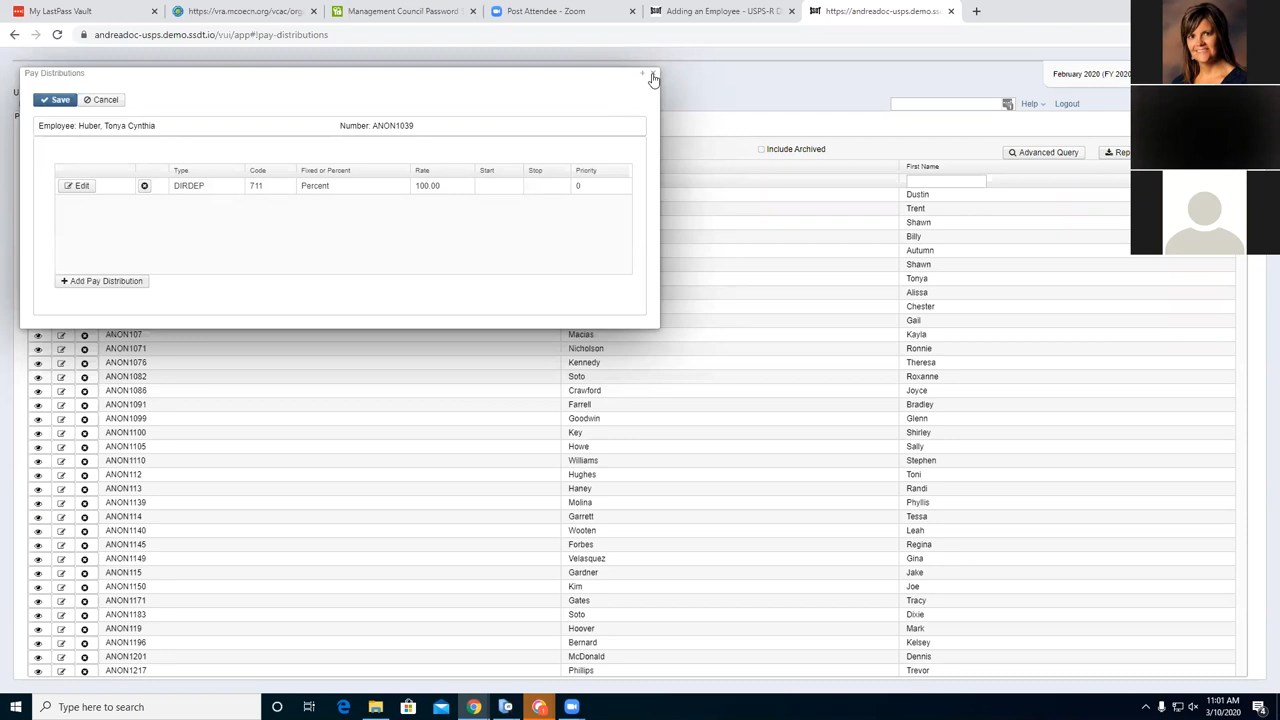 My LastPass Vault
https://vra.mcoecn.org/vce/org
Management Council Password
Post Attendee - Zoom
Adding an Employee - USPS-R D
https://andreadoc-usps.demo.ss
andreadoc-usps.demo.ssdt.io/vui/app#!pay-distributions
Pay Distributions
February 2020 (FY 2020
Save
Cancel
Help
Logout
Employee: Huber, Tonya Cynthia
Number: ANON1039
Include Archived
Advanced Query
Rep
Type Code Fixed or Percent Rate Start Stop Priority
Edit DIRDEP 711 Percent 100.00 0
Add Pay Distribution
First Name
Dustin
Trent
Shawn
Billy
Autumn
Shawn
Tonya
Alissa
Chester
Gail
ANON107 Macias Kayla
ANON1071 Nicholson Ronnie
ANON1076 Kennedy Theresa
ANON1082 Soto Roxanne
ANON1086 Crawford Joyce
ANON1091 Farrell Bradley
ANON1099 Goodwin Glenn
ANON1100 Key Shirley
ANON1105 Howe Sally
ANON1110 Williams Stephen
ANON112 Hughes Toni
ANON113 Haney Randi
ANON1139 Molina Phyllis
ANON114 Garrett Tessa
ANON1140 Wooten Leah
ANON1145 Forbes Regina
ANON1149 Velasquez Gina
ANON115 Gardner Jake
ANON1150 Kim Joe
ANON1171 Gates Tracy
ANON1183 Soto Dixie
ANON119 Hoover Mark
ANON1196 Bernard Kelsey
ANON1201 McDonald Dennis
ANON1217 Phillips Trevor
Type here to search
11:01 AM
3/10/2020